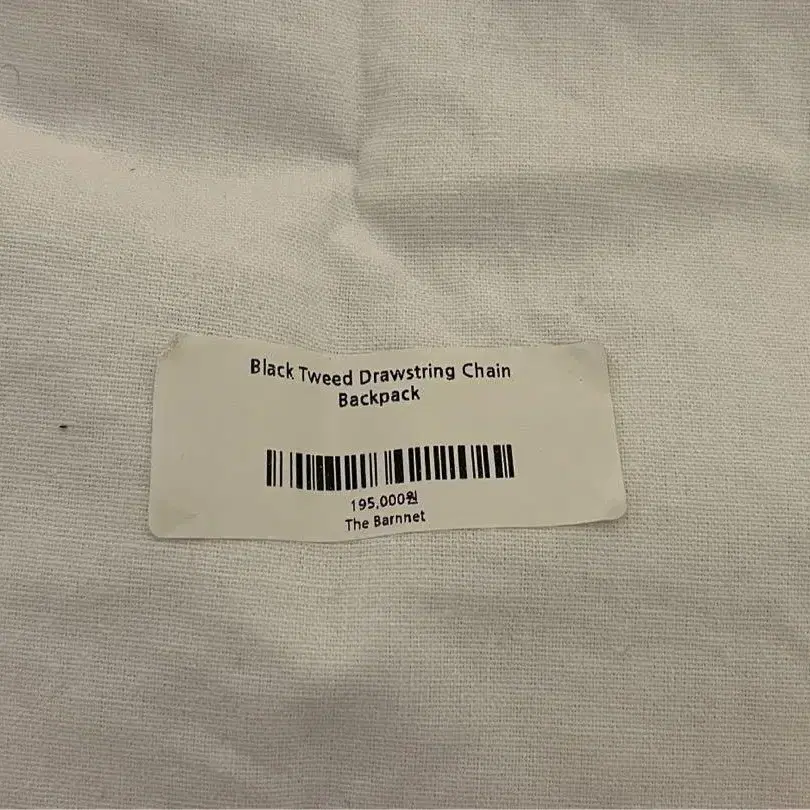 Black Tweed Drawstring Chain
Backpack
195,000원
The Barnnet